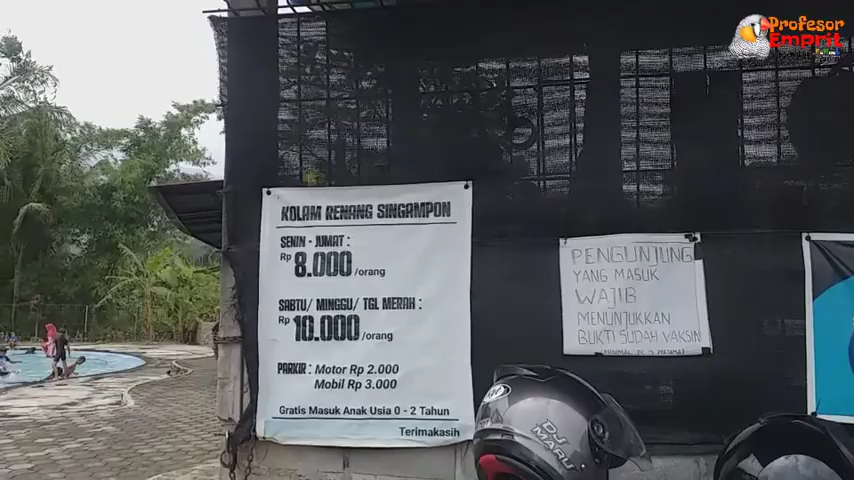 Profesor
Emprit
KOLAM RENANG SINGAMPON
SENIN - JUMAT :
Rp 8.000 /orang
SABTU / MINGGU / TGL MERAH :
Rp 10.000 /orang
PARKIR : Motor Rp 2.000
Mobil Rp 3.000
Gratis Masuk Anak Usia 0 - 2 Tahun
Terimakasih
PENGUNJUNG
YANG MASUK
WAJIB
MENUNJUKKAN
BUKTI SUDAH VAKSIN
DJ
MARU